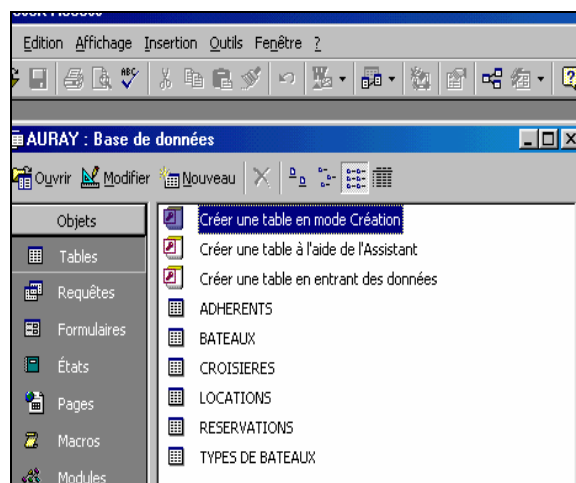 Edition Affichage Insertion Outils Fenêtre ?
ABC
AURAY : Base de données
Ouvrir Modifier Nouveau
Objets
Tables
Requêtes
Formulaires
États
Pages
Macros
Modules
Créer une table en mode Création
Créer une table à l'aide de l'Assistant
Créer une table en entrant des données
ADHERENTS
BATEAUX
CROISIERES
LOCATIONS
RESERVATIONS
TYPES DE BATEAUX